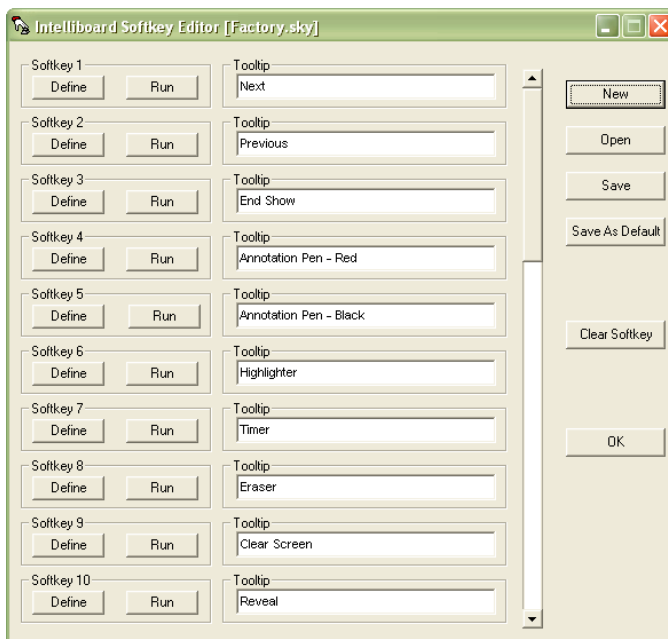 Intelliboard Softkey Editor [Factory.sky]
Softkey 1
Define Run
Tooltip
Next
Softkey 2
Define Run
Tooltip
Previous
Softkey 3
Define Run
Tooltip
End Show
Softkey 4
Define Run
Tooltip
Annotation Pen - Red
Softkey 5
Define Run
Tooltip
Annotation Pen - Black
Softkey 6
Define Run
Tooltip
Highlighter
Softkey 7
Define Run
Tooltip
Timer
Softkey 8
Define Run
Tooltip
Eraser
Softkey 9
Define Run
Tooltip
Clear Screen
Softkey 10
Define Run
Tooltip
Reveal
New
Open
Save
Save As Default
Clear Softkey
OK